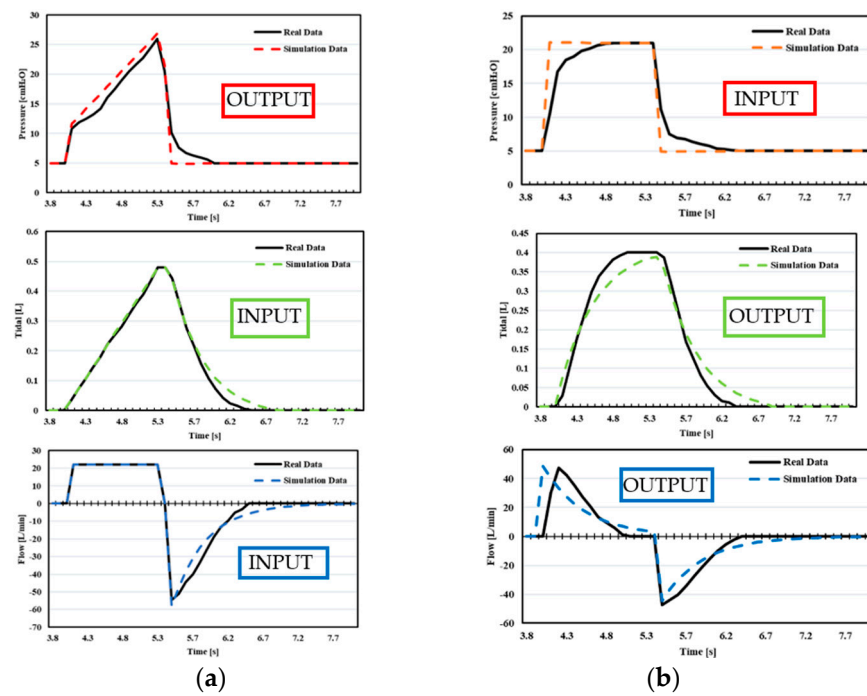 30
25
20
15
10
5
0
Pressure [cmH₂O]
Real Data
Simulation Data
OUTPUT
3.8 4.3 4.8 5.3 5.7 6.2 6.7 7.2 7.7
Time [s]
25
20
15
10
5
0
Pressure [cmH₂O]
Real Data
Simulation Data
INPUT
3.8 4.3 4.8 5.3 5.7 6.2 6.7 7.2 7.7
Time [s]
0.6
0.5
0.4
0.3
0.2
0.1
0
Tidal [L]
Real Data
Simulation Data
INPUT
3.8 4.3 4.8 5.3 5.7 6.2 6.7 7.2 7.7
Time [s]
0.45
0.4
0.35
0.3
0.25
0.2
0.15
0.1
0.05
0
Tidal [L]
Real Data
Simulation Data
OUTPUT
3.8 4.3 4.8 5.3 5.7 6.2 6.7 7.2 7.7
Time [s]
30
20
10
0
-10
-20
-30
-40
-50
-60
-70
Flow [L/min]
Real Data
Simulation Data
INPUT
3.8 4.3 4.8 5.3 5.7 6.2 6.7 7.2 7.7
Time [s]
60
40
20
0
-20
-40
-60
Flow [L/min]
Real Data
Simulation Data
OUTPUT
3.8 4.3 4.8 5.3 5.7 6.2 6.7 7.2 7.7
Time [s]
(a)
(b)